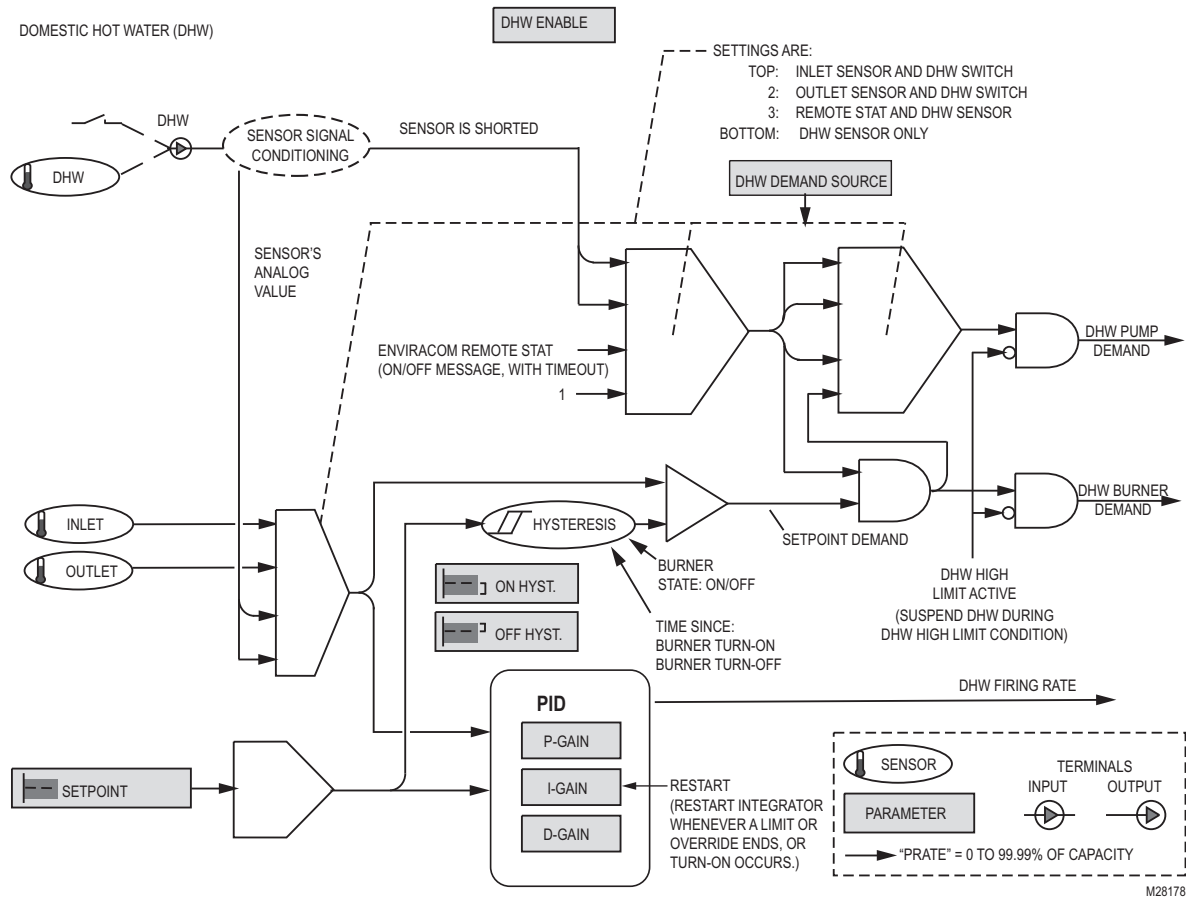 DOMESTIC HOT WATER (DHW)
DHW ENABLE
SETTINGS ARE:
TOP: INLET SENSOR AND DHW SWITCH
2: OUTLET SENSOR AND DHW SWITCH
3: REMOTE STAT AND DHW SENSOR
BOTTOM: DHW SENSOR ONLY
DHW
DHW
SENSOR SIGNAL
CONDITIONING
SENSOR IS SHORTED
DHW DEMAND SOURCE
SENSOR'S
ANALOG
VALUE
ENVIRACOM REMOTE STAT
(ON/OFF MESSAGE, WITH TIMEOUT)
1
DHW PUMP
DEMAND
INLET
OUTLET
HYSTERESIS
SETPOINT DEMAND
DHW BURNER
DEMAND
BURNER
STATE: ON/OFF
ON HYST.
OFF HYST.
TIME SINCE:
BURNER TURN-ON
BURNER TURN-OFF
DHW HIGH
LIMIT ACTIVE
(SUSPEND DHW DURING
DHW HIGH LIMIT CONDITION)
PID
P-GAIN
I-GAIN
D-GAIN
DHW FIRING RATE
SETPOINT
RESTART
(RESTART INTEGRATOR
WHENEVER A LIMIT OR
OVERRIDE ENDS, OR
TURN-ON OCCURS.)
SENSOR
TERMINALS
INPUT OUTPUT
PARAMETER
"PRATE" = 0 TO 99.99% OF CAPACITY
M28178